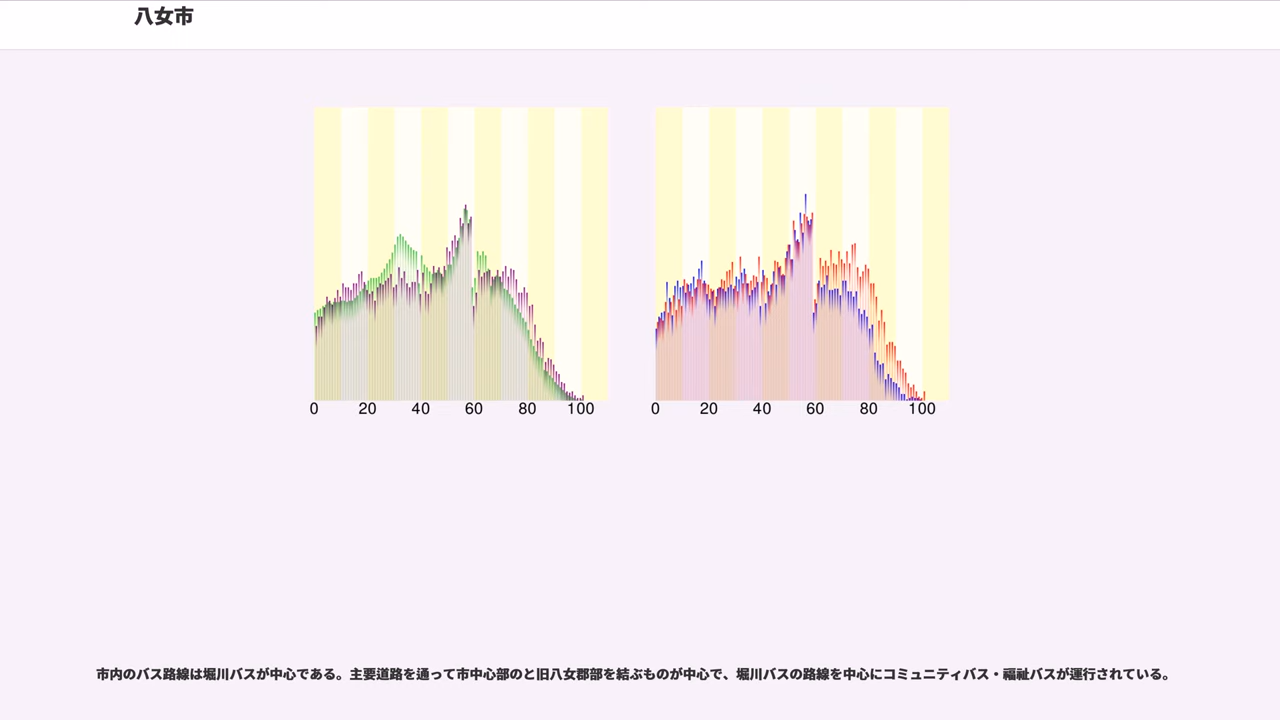 八女市
0 20 40 60 80 100
0 20 40 60 80 100
市内のバス路線は堀川バスが中心である。主要道路を通って市中心部のと旧八女郡部を結ぶものが中心で、堀川バスの路線を中心にコミュニティバス・福祉バスが運行されている。